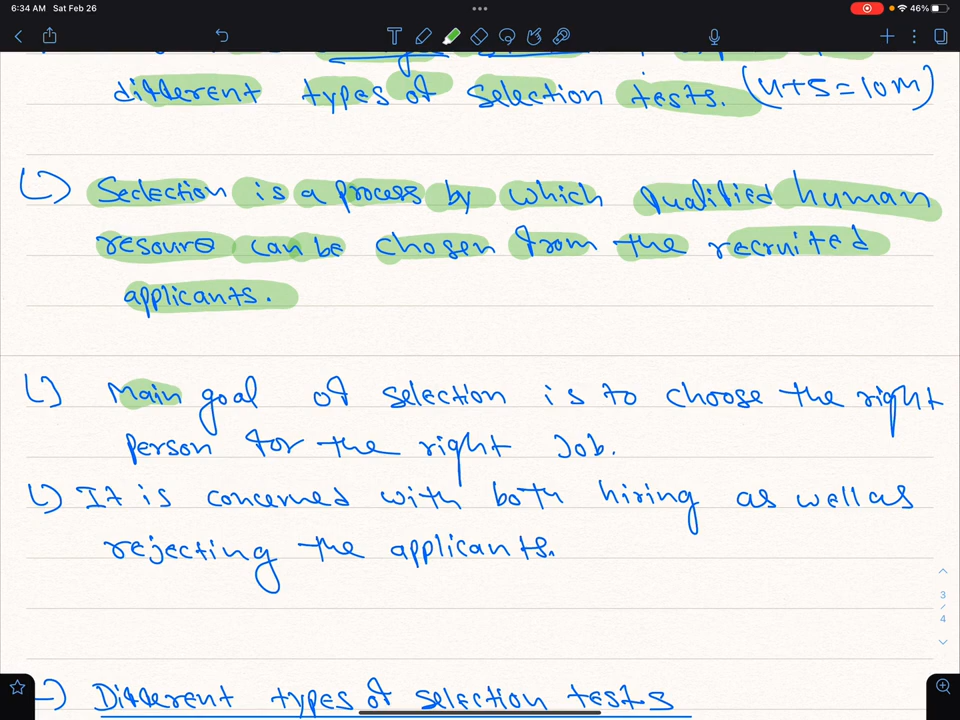 6:34 AM Sat Feb 26
46%
different types of selection tests. (4+5=10m)
Seclection is a process by which qualified human
resource can be chosen from the recruited
applicants.
Main goal of selection is to choose the right
person for the right Job.
It is concerned with both hiring as well as
rejecting the applicants.
3
/
4
Different types of selection tests